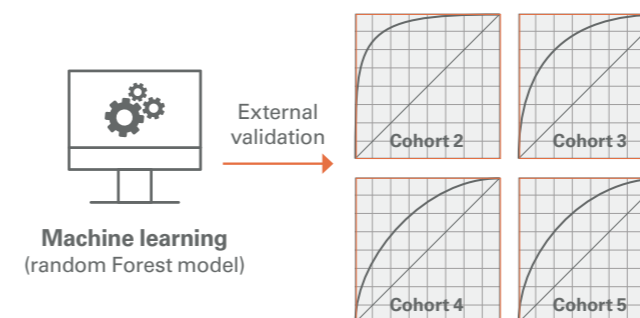 External
validation
Cohort 2
Cohort 3
Machine learning
(random Forest model)
Cohort 4
Cohort 5